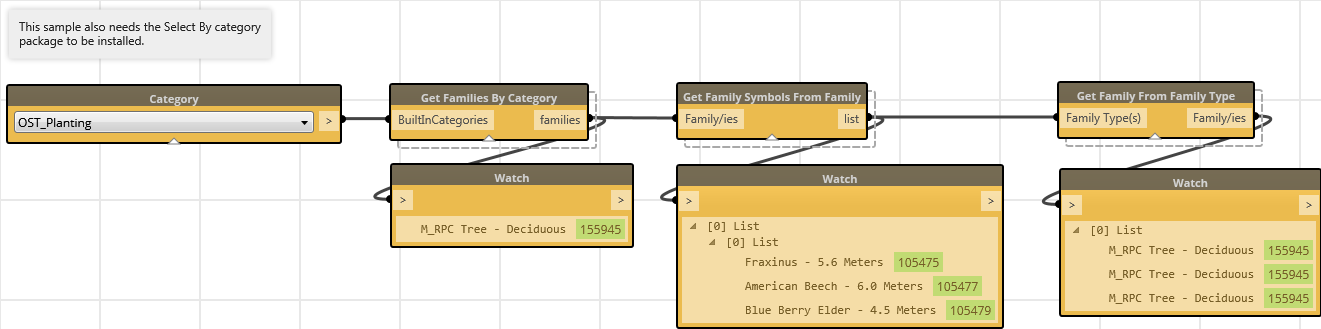 This sample also needs the Select By category
package to be installed.
Category
OST_Planting >
Get Families By Category
BuiltInCategories families
Get Family Symbols From Family
Family/ies list
Get Family From Family Type
Family Type(s) Family/ies
Watch
> >
M_RPC Tree - Deciduous 155945
Watch
> >
[0] List
[0] List
Fraxinus - 5.6 Meters 105475
American Beech - 6.0 Meters 105477
Blue Berry Elder - 4.5 Meters 105479
Watch
> >
[0] List
M_RPC Tree - Deciduous 155945
M_RPC Tree - Deciduous 155945
M_RPC Tree - Deciduous 155945